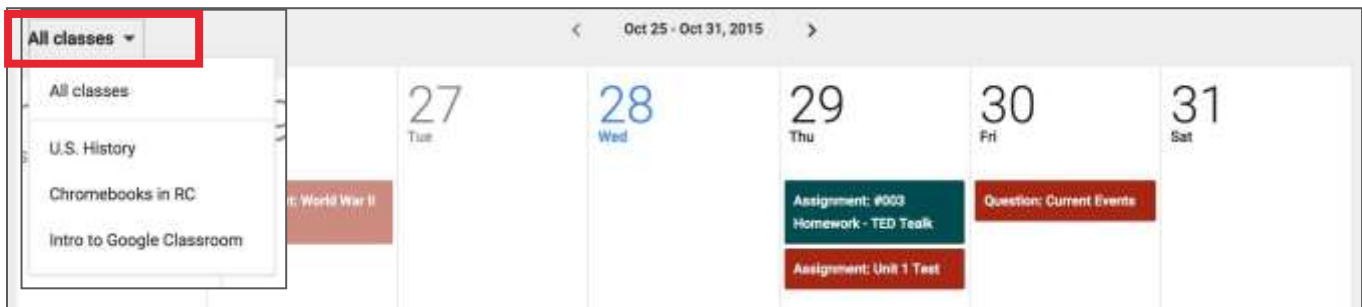 All classes
Oct 25 - Oct 31, 2015
All classes
U.S. History
Chromebooks in RC
Intro to Google Classroom
27
Tue
28
Wed
29
Thu
30
Fri
31
Sat
World War II
Assignment: #003
Homework - TED Tealk
Assignment: Unit 1 Test
Question: Current Events